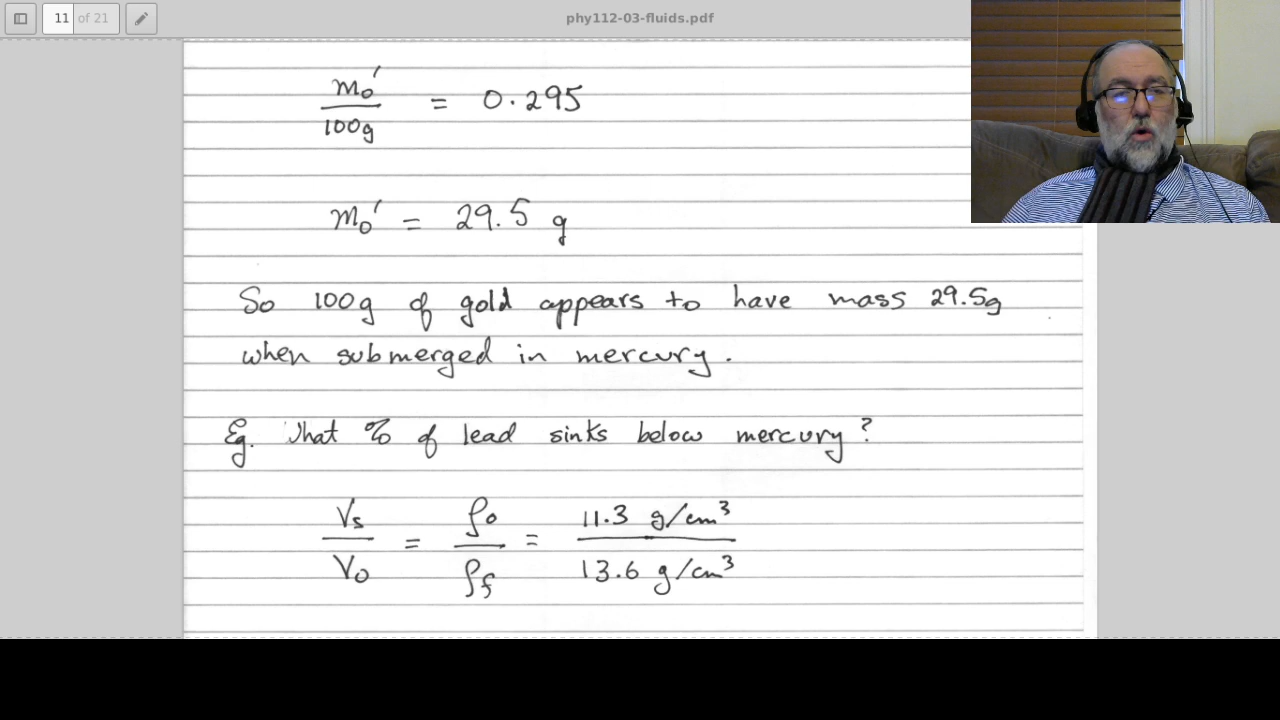 11 of 21
phy112-03-fluids.pdf
m₀′ / 100g = 0.295
m₀′ = 29.5 g
So 100g of gold appears to have mass 29.5g
when submerged in mercury.
Eg. What % of lead sinks below mercury?
Vs / V₀ = ρ₀ / ρf = 11.3 g/cm³ / 13.6 g/cm³